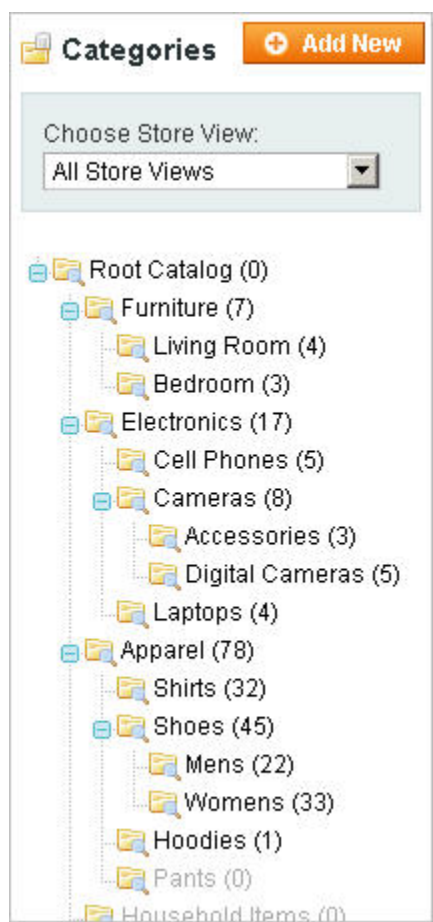 Categories
Add New
Choose Store View:
All Store Views
Root Catalog (0)
Furniture (7)
Living Room (4)
Bedroom (3)
Electronics (17)
Cell Phones (5)
Cameras (8)
Accessories (3)
Digital Cameras (5)
Laptops (4)
Apparel (78)
Shirts (32)
Shoes (45)
Mens (22)
Womens (33)
Hoodies (1)
Pants (0)
Household Items (0)